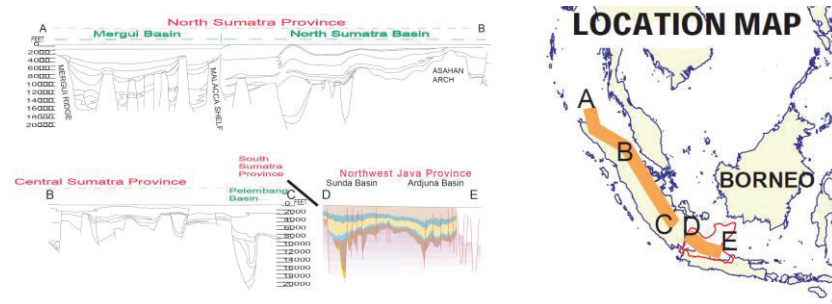 North Sumatra Province
A
B
Mergui Basin
North Sumatra Basin
FEET
0
2000
4000
6000
8000
10000
12000
14000
16000
18000
20000
MERGUI RIDGE
MALACCA SHELF
ASAHAN
ARCH
South
Sumatra
Province
Central Sumatra Province
Pelembang
Basin
Northwest Java Province
Sunda Basin
Ardjuna Basin
B
C
D
E
0 FEET
2000
4000
6000
8000
10000
12000
14000
16000
18000
20000
LOCATION MAP
A
B
BORNEO
C
D
E